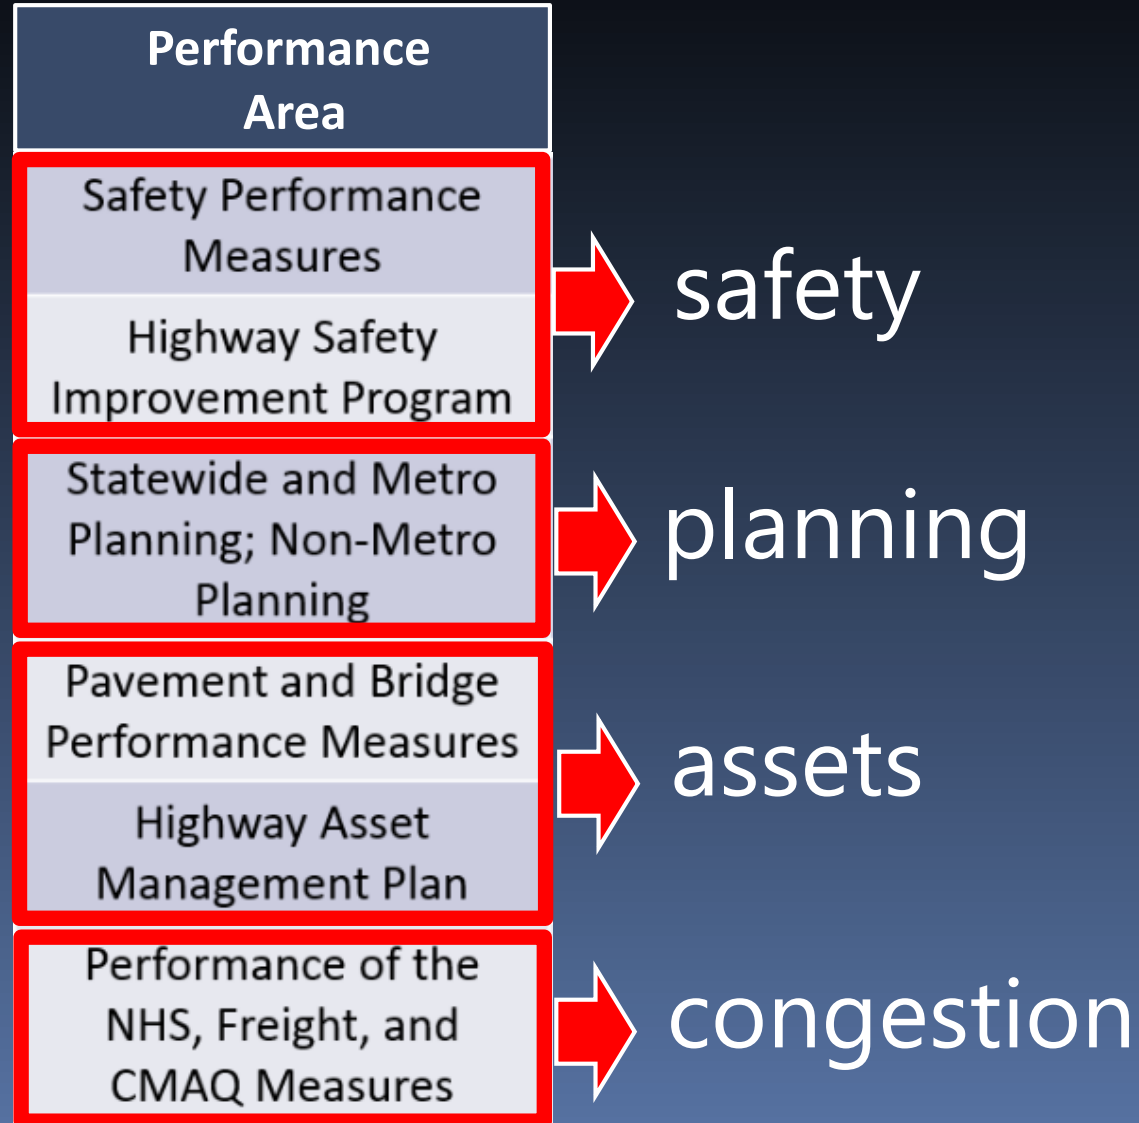 Performance
Area
Safety Performance
Measures
Highway Safety
Improvement Program
safety
Statewide and Metro
Planning; Non-Metro
Planning
planning
Pavement and Bridge
Performance Measures
Highway Asset
Management Plan
assets
Performance of the
NHS, Freight, and
CMAQ Measures
congestion